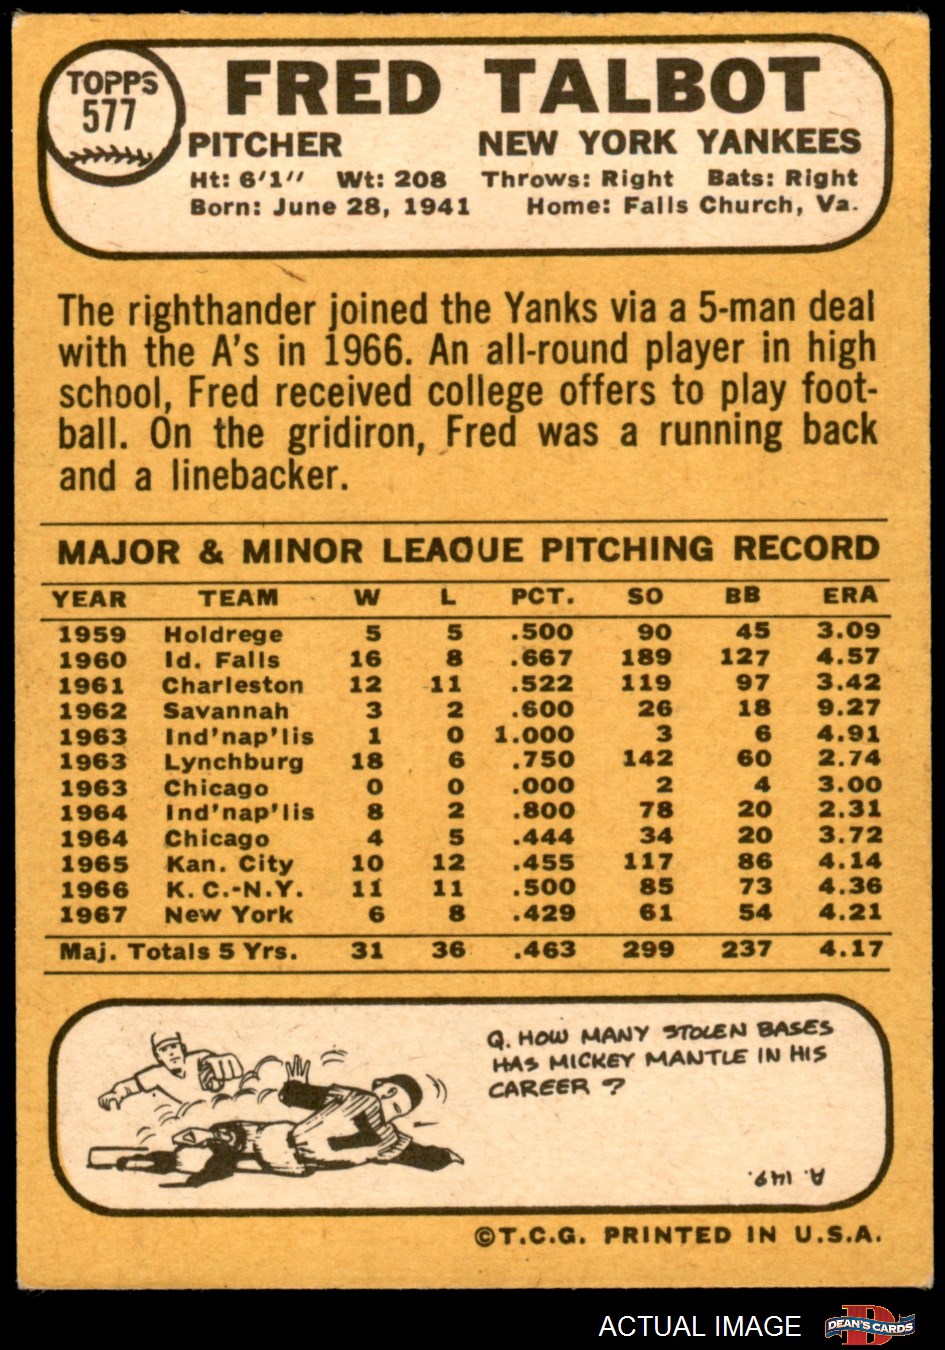 TOPPS
577
FRED TALBOT
PITCHER NEW YORK YANKEES
Ht: 6'1" Wt: 208 Throws: Right Bats: Right
Born: June 28, 1941 Home: Falls Church, Va.
The righthander joined the Yanks via a 5-man deal
with the A's in 1966. An all-round player in high
school, Fred received college offers to play foot-
ball. On the gridiron, Fred was a running back
and a linebacker.
MAJOR & MINOR LEAGUE PITCHING RECORD
YEAR TEAM W L PCT. SO BB ERA
1959 Holdrege 5 5 .500 90 45 3.09
1960 Id. Falls 16 8 .667 189 127 4.57
1961 Charleston 12 11 .522 119 97 3.42
1962 Savannah 3 2 .600 26 18 9.27
1963 Ind'nap'lis 1 0 1.000 3 6 4.91
1963 Lynchburg 18 6 .750 142 60 2.74
1963 Chicago 0 0 .000 2 4 3.00
1964 Ind'nap'lis 8 2 .800 78 20 2.31
1964 Chicago 4 5 .444 34 20 3.72
1965 Kan. City 10 12 .455 117 86 4.14
1966 K.C.-N.Y. 11 11 .500 85 73 4.36
1967 New York 6 8 .429 61 54 4.21
Maj. Totals 5 Yrs. 31 36 .463 299 237 4.17
Q. HOW MANY STOLEN BASES
HAS MICKEY MANTLE IN HIS
CAREER?
A. 149.
©T.C.G. PRINTED IN U.S.A.
ACTUAL IMAGE
D
DEAN'S CARDS